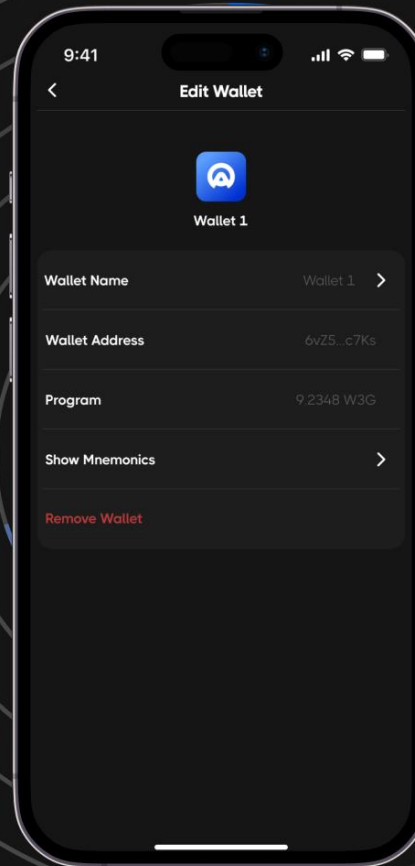 9:41
Edit Wallet
Wallet 1
Wallet Name Wallet 1
Wallet Address 6vZ5...c7Ks
Program 9.2348 W3G
Show Mnemonics
Remove Wallet